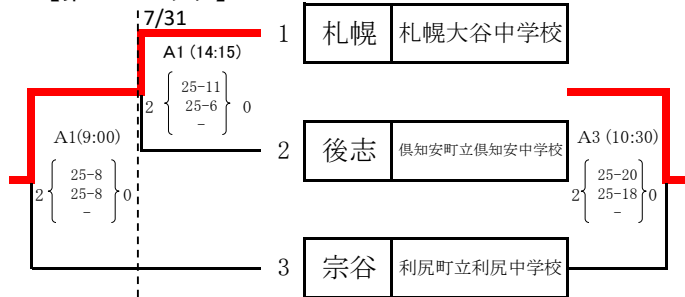 7/31
1 札幌 札幌大谷中学校
A1 (14:15)
25-11
2 25-6 0
-
A1(9:00)
25-8
2 25-8 0
-
2 後志 倶知安町立倶知安中学校
A3 (10:30)
25-20
2 25-18 0
-
3 宗谷 利尻町立利尻中学校